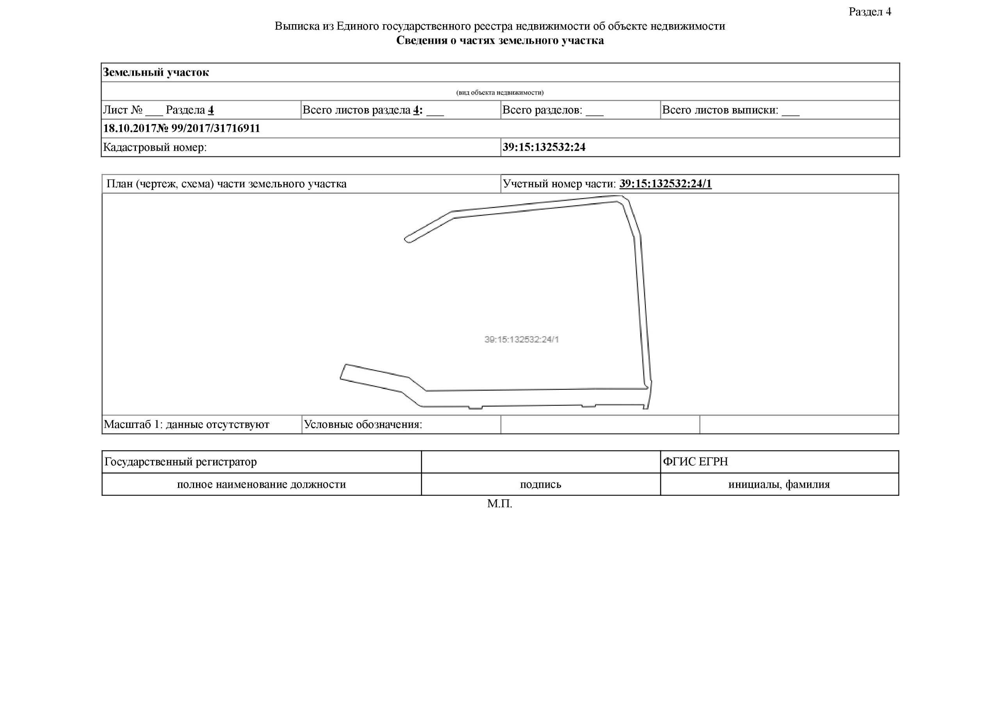 Раздел 4
Выписка из Единого государственного реестра недвижимости об объекте недвижимости
Сведения о частях земельного участка
Земельный участок
(вид объекта недвижимости)
Лист № ___ Раздела 4 Всего листов раздела 4: ___ Всего разделов: ___ Всего листов выписки: ___
18.10.2017№ 99/2017/31716911
Кадастровый номер: 39:15:132532:24
План (чертеж, схема) части земельного участка Учетный номер части: 39:15:132532:24/1
39:15:132532:24/1
Масштаб 1: данные отсутствуют Условные обозначения:
Государственный регистратор ФГИС ЕГРН
полное наименование должности подпись инициалы, фамилия
М.П.